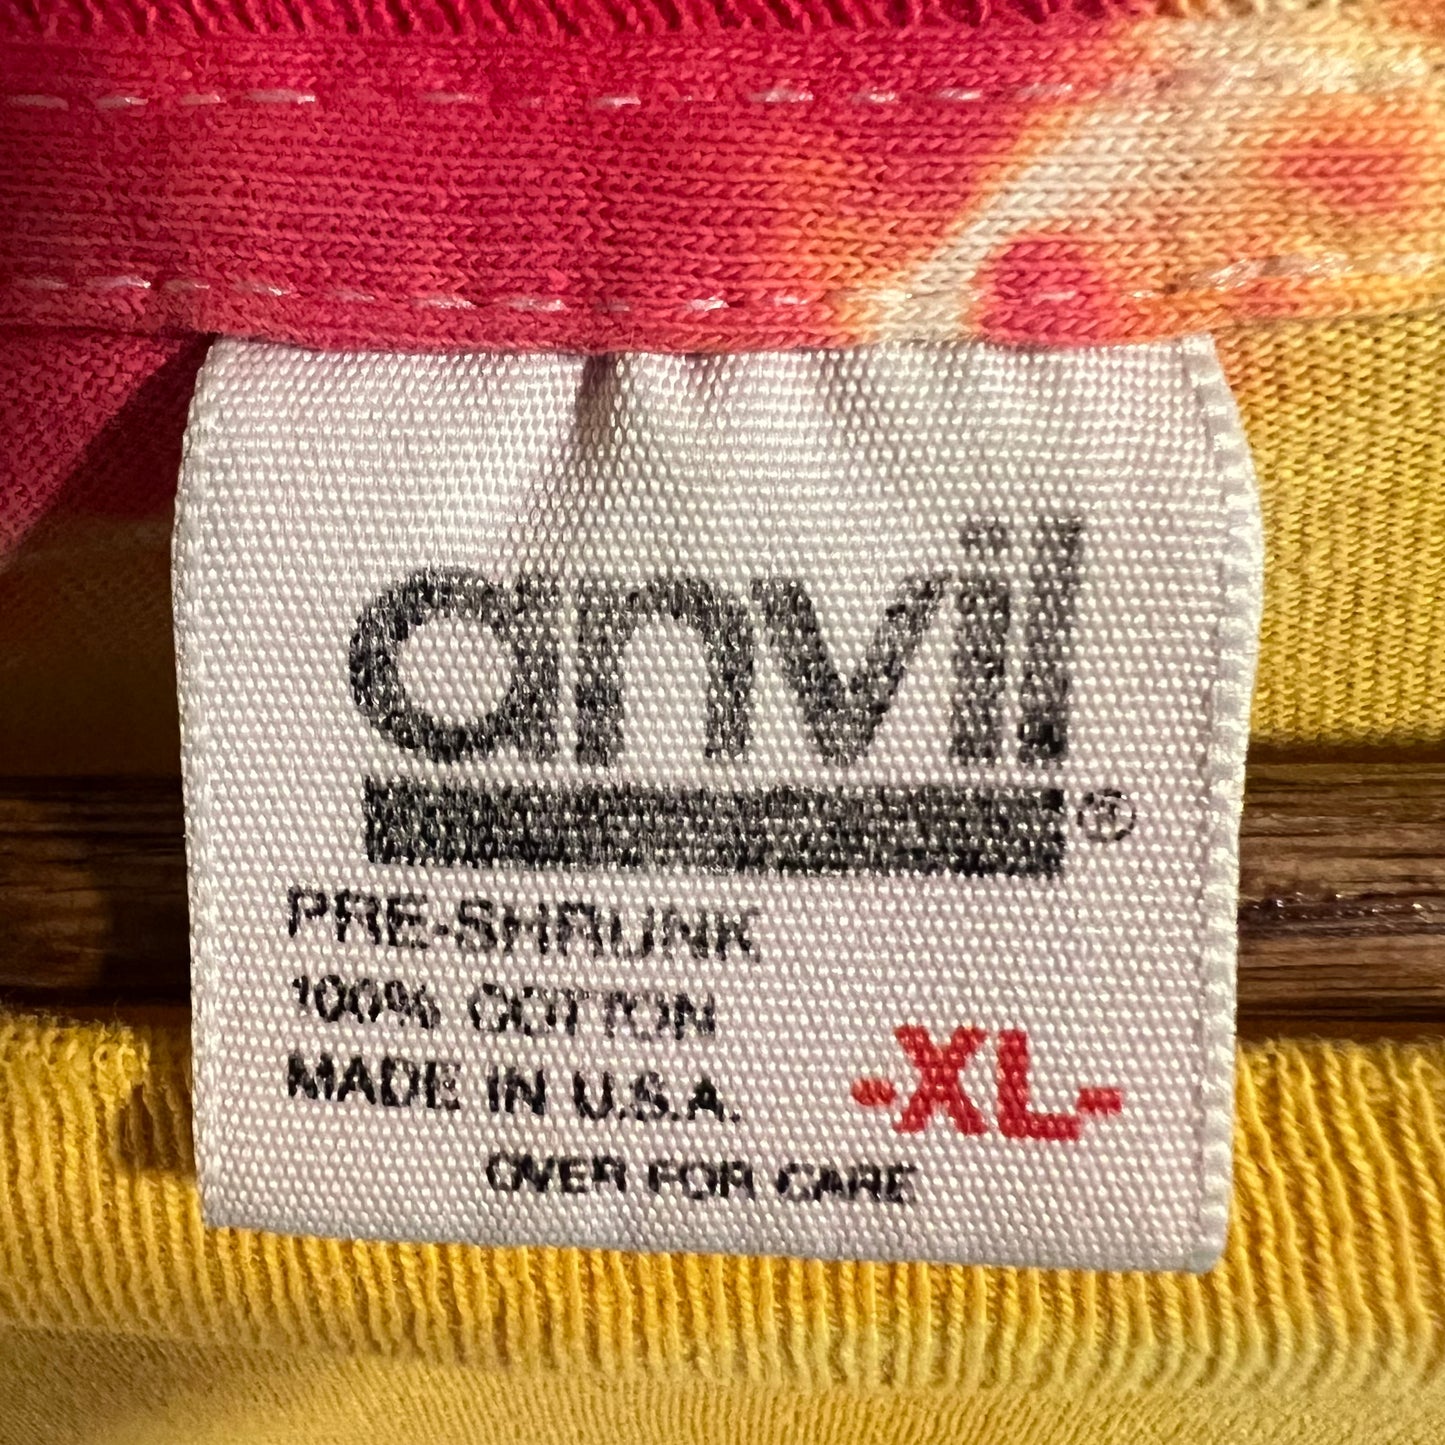 anvil
®
PRE-SHRUNK
100% COTTON
MADE IN U.S.A.
-XL-
OVER FOR CARE